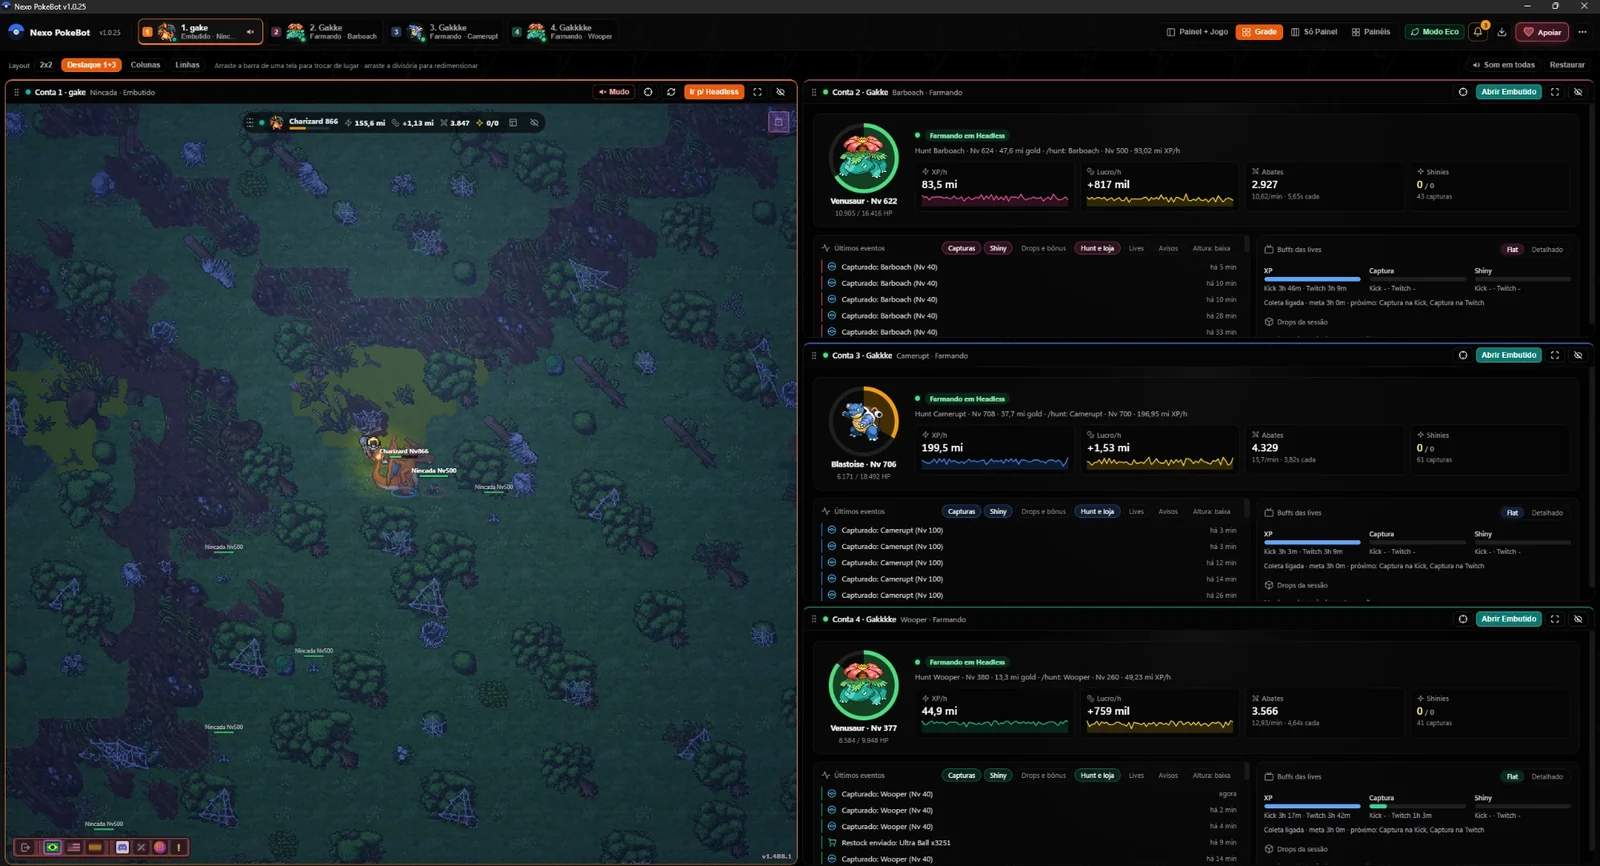 Nexo PokeBot v1.0.25
Nexo PokeBot v1.0.25
1 1. gake
Embutido · Ninc...
2 2. Gakke
Farmando · Barboach
3 3. Gakkke
Farmando · Camerupt
4 4. Gakkkke
Farmando · Wooper
Painel + Jogo Grade Só Painel Painéis Modo Eco Apoiar
Layout 2x2 Destaque 1+3 Colunas Linhas Arraste a barra de uma tela para trocar de lugar · arraste a divisória para redimensionar Som em todas Restaurar
Conta 1 · gake Nincada · Embutido Mudo Ir p/ Headless
Charizard 866 155,6 mi +1,13 mi 3.847 0/0
Charizard Nv866
Nincada Nv500
Nincada Nv500
Nincada Nv500
Nincada Nv500
Nincada Nv500
Nincada Nv500
v1.488.1
Conta 2 · Gakke Barboach · Farmando Abrir Embutido
Farmando em Headless
Hunt Barboach · Nv 624 · 47,6 mi gold · /hunt: Barboach · Nv 500 · 93,02 mi XP/h
Venusaur · Nv 622
10.905 / 16.416 HP
XP/h
83,5 mi
Lucro/h
+817 mil
Abates
2.927
10,62/min · 5,65s cada
Shinies
0 / 0
43 capturas
Últimos eventos Capturas Shiny Drops e bônus Hunt e loja Lives Avisos Altura: baixa
Capturado: Barboach (Nv 40) há 5 min
Capturado: Barboach (Nv 40) há 10 min
Capturado: Barboach (Nv 40) há 10 min
Capturado: Barboach (Nv 40) há 28 min
Capturado: Barboach (Nv 40) há 33 min
Buffs das lives Flat Detalhado
XP Captura Shiny
Kick 3h 46m · Twitch 3h 9m Kick - · Twitch - Kick - · Twitch -
Coleta ligada · meta 3h 0m · próximo: Captura na Kick, Captura na Twitch
Drops da sessão
Conta 3 · Gakkke Camerupt · Farmando Abrir Embutido
Farmando em Headless
Hunt Camerupt · Nv 708 · 37,7 mi gold · /hunt: Camerupt · Nv 700 · 196,95 mi XP/h
Blastoise · Nv 706
6.171 / 18.492 HP
XP/h
199,5 mi
Lucro/h
+1,53 mi
Abates
4.329
15,7/min · 3,82s cada
Shinies
0 / 0
61 capturas
Últimos eventos Capturas Shiny Drops e bônus Hunt e loja Lives Avisos Altura: baixa
Capturado: Camerupt (Nv 100) há 3 min
Capturado: Camerupt (Nv 100) há 3 min
Capturado: Camerupt (Nv 100) há 12 min
Capturado: Camerupt (Nv 100) há 14 min
Capturado: Camerupt (Nv 100) há 26 min
Buffs das lives Flat Detalhado
XP Captura Shiny
Kick 3h 3m · Twitch 3h 9m Kick - · Twitch - Kick - · Twitch -
Coleta ligada · meta 3h 0m · próximo: Captura na Kick, Captura na Twitch
Drops da sessão
Conta 4 · Gakkkke Wooper · Farmando Abrir Embutido
Farmando em Headless
Hunt Wooper · Nv 380 · 13,3 mi gold · /hunt: Wooper · Nv 260 · 49,23 mi XP/h
Venusaur · Nv 377
8.584 / 9.948 HP
XP/h
44,9 mi
Lucro/h
+759 mil
Abates
3.566
12,93/min · 4,64s cada
Shinies
0 / 0
41 capturas
Últimos eventos Capturas Shiny Drops e bônus Hunt e loja Lives Avisos Altura: baixa
Capturado: Wooper (Nv 40) agora
Capturado: Wooper (Nv 40) há 2 min
Capturado: Wooper (Nv 40) há 4 min
Restock enviado: Ultra Ball x3251 há 9 min
Capturado: Wooper (Nv 40) há 14 min
Buffs das lives Flat Detalhado
XP Captura Shiny
Kick 3h 17m · Twitch 3h 42m Kick - · Twitch 1h 3m Kick - · Twitch -
Coleta ligada · meta 3h 0m · próximo: Captura na Kick, Captura na Twitch
Drops da sessão